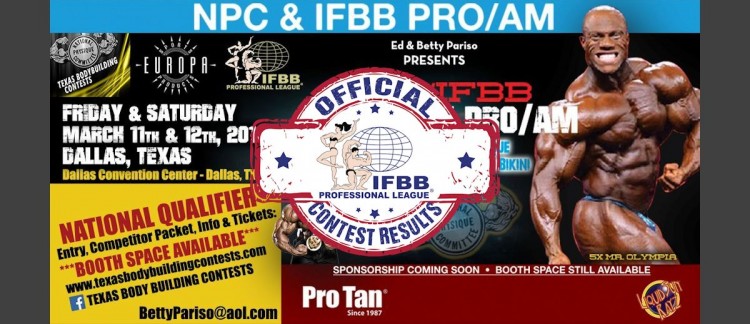 NPC & IFBB PRO/AM
Ed & Betty Pariso
PRESENTS
TEXAS BODYBUILDING
CONTESTS
EUROPA
IFBB
PROFESSIONAL LEAGUE
IFBB
PRO/AM
FRIDAY & SATURDAY
MARCH 11TH & 12TH, 201
DALLAS, TEXAS
Dallas Convention Center - Dallas, T
BIKINI
OFFICIAL
IFBB
PROFESSIONAL LEAGUE
CONTEST RESULTS
NATIONAL QUALIFIER
Entry, Competitor Packet, Info & Tickets:
***BOOTH SPACE AVAILABLE***
www.texasbodybuildingcontests.com
f TEXAS BODY BUILDING CONTESTS
BettyPariso@aol.com
5X MR. OLYMPIA
SPONSORSHIP COMING SOON • BOOTH SPACE STILL AVAILABLE
Pro Tan®
Since 1987